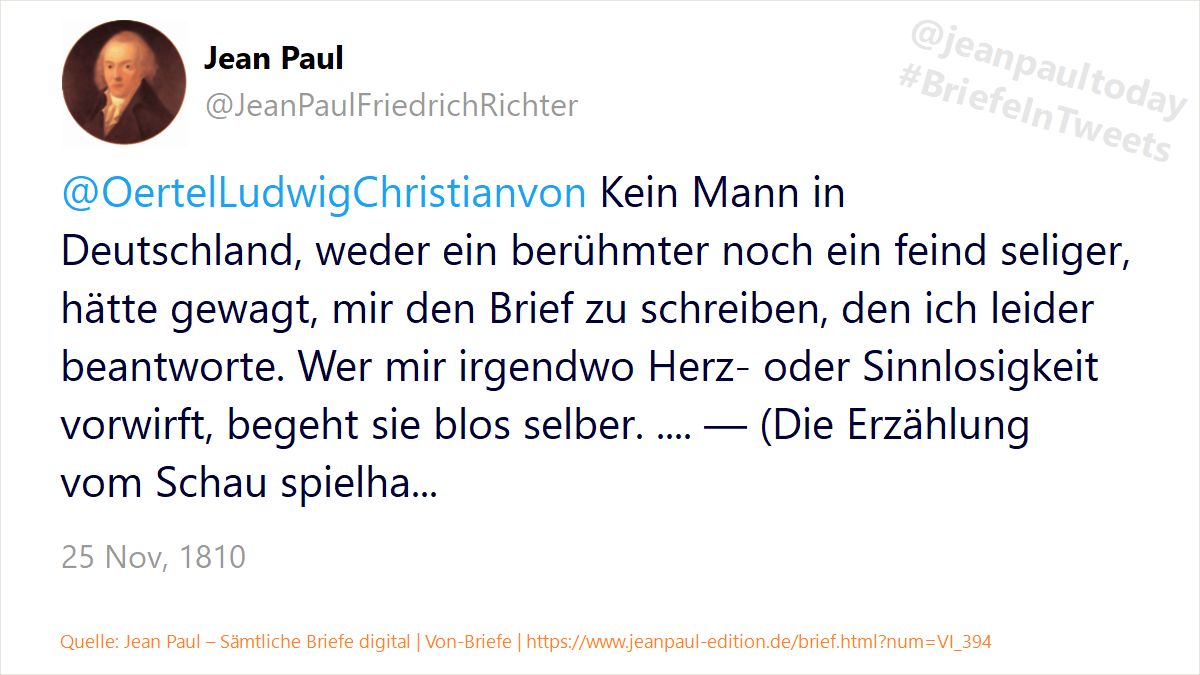 Jean Paul
@JeanPaulFriedrichRichter
@jeanpaultoday
#BriefeInTweets
@OertelLudwigChristianvon Kein Mann in
Deutschland, weder ein berühmter noch ein feind seliger,
hätte gewagt, mir den Brief zu schreiben, den ich leider
beantworte. Wer mir irgendwo Herz- oder Sinnlosigkeit
vorwirft, begeht sie blos selber. .... — (Die Erzählung
vom Schau spielha...
25 Nov, 1810
Quelle: Jean Paul – Sämtliche Briefe digital | Von-Briefe | https://www.jeanpaul-edition.de/brief.html?num=VI_394